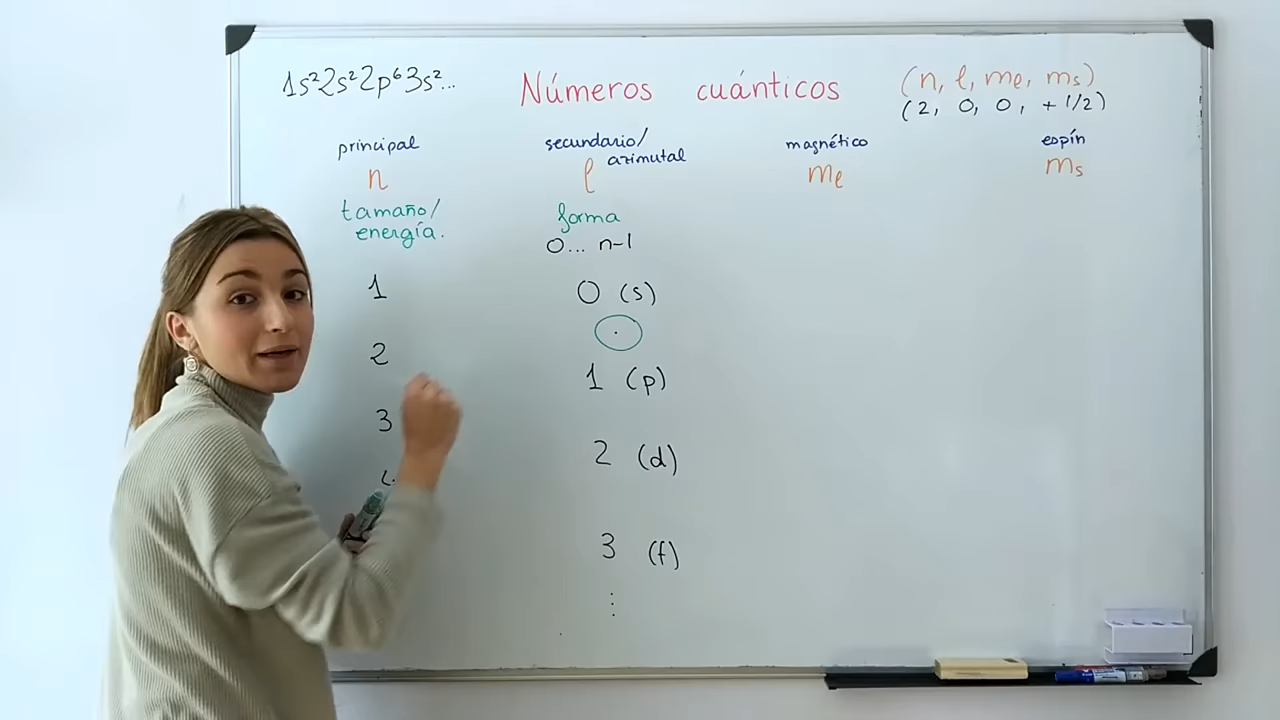 1s²2s²2p⁶3s²...
Números cuánticos
(n, l, mₗ, mₛ)
(2, 0, 0, +1/2)
principal
n
tamaño/
energía.
1
2
3
secundario/
azimutal
l
forma
0... n-1
0 (s)
1 (p)
2 (d)
3 (f)
⋮
magnético
mₗ
espín
mₛ